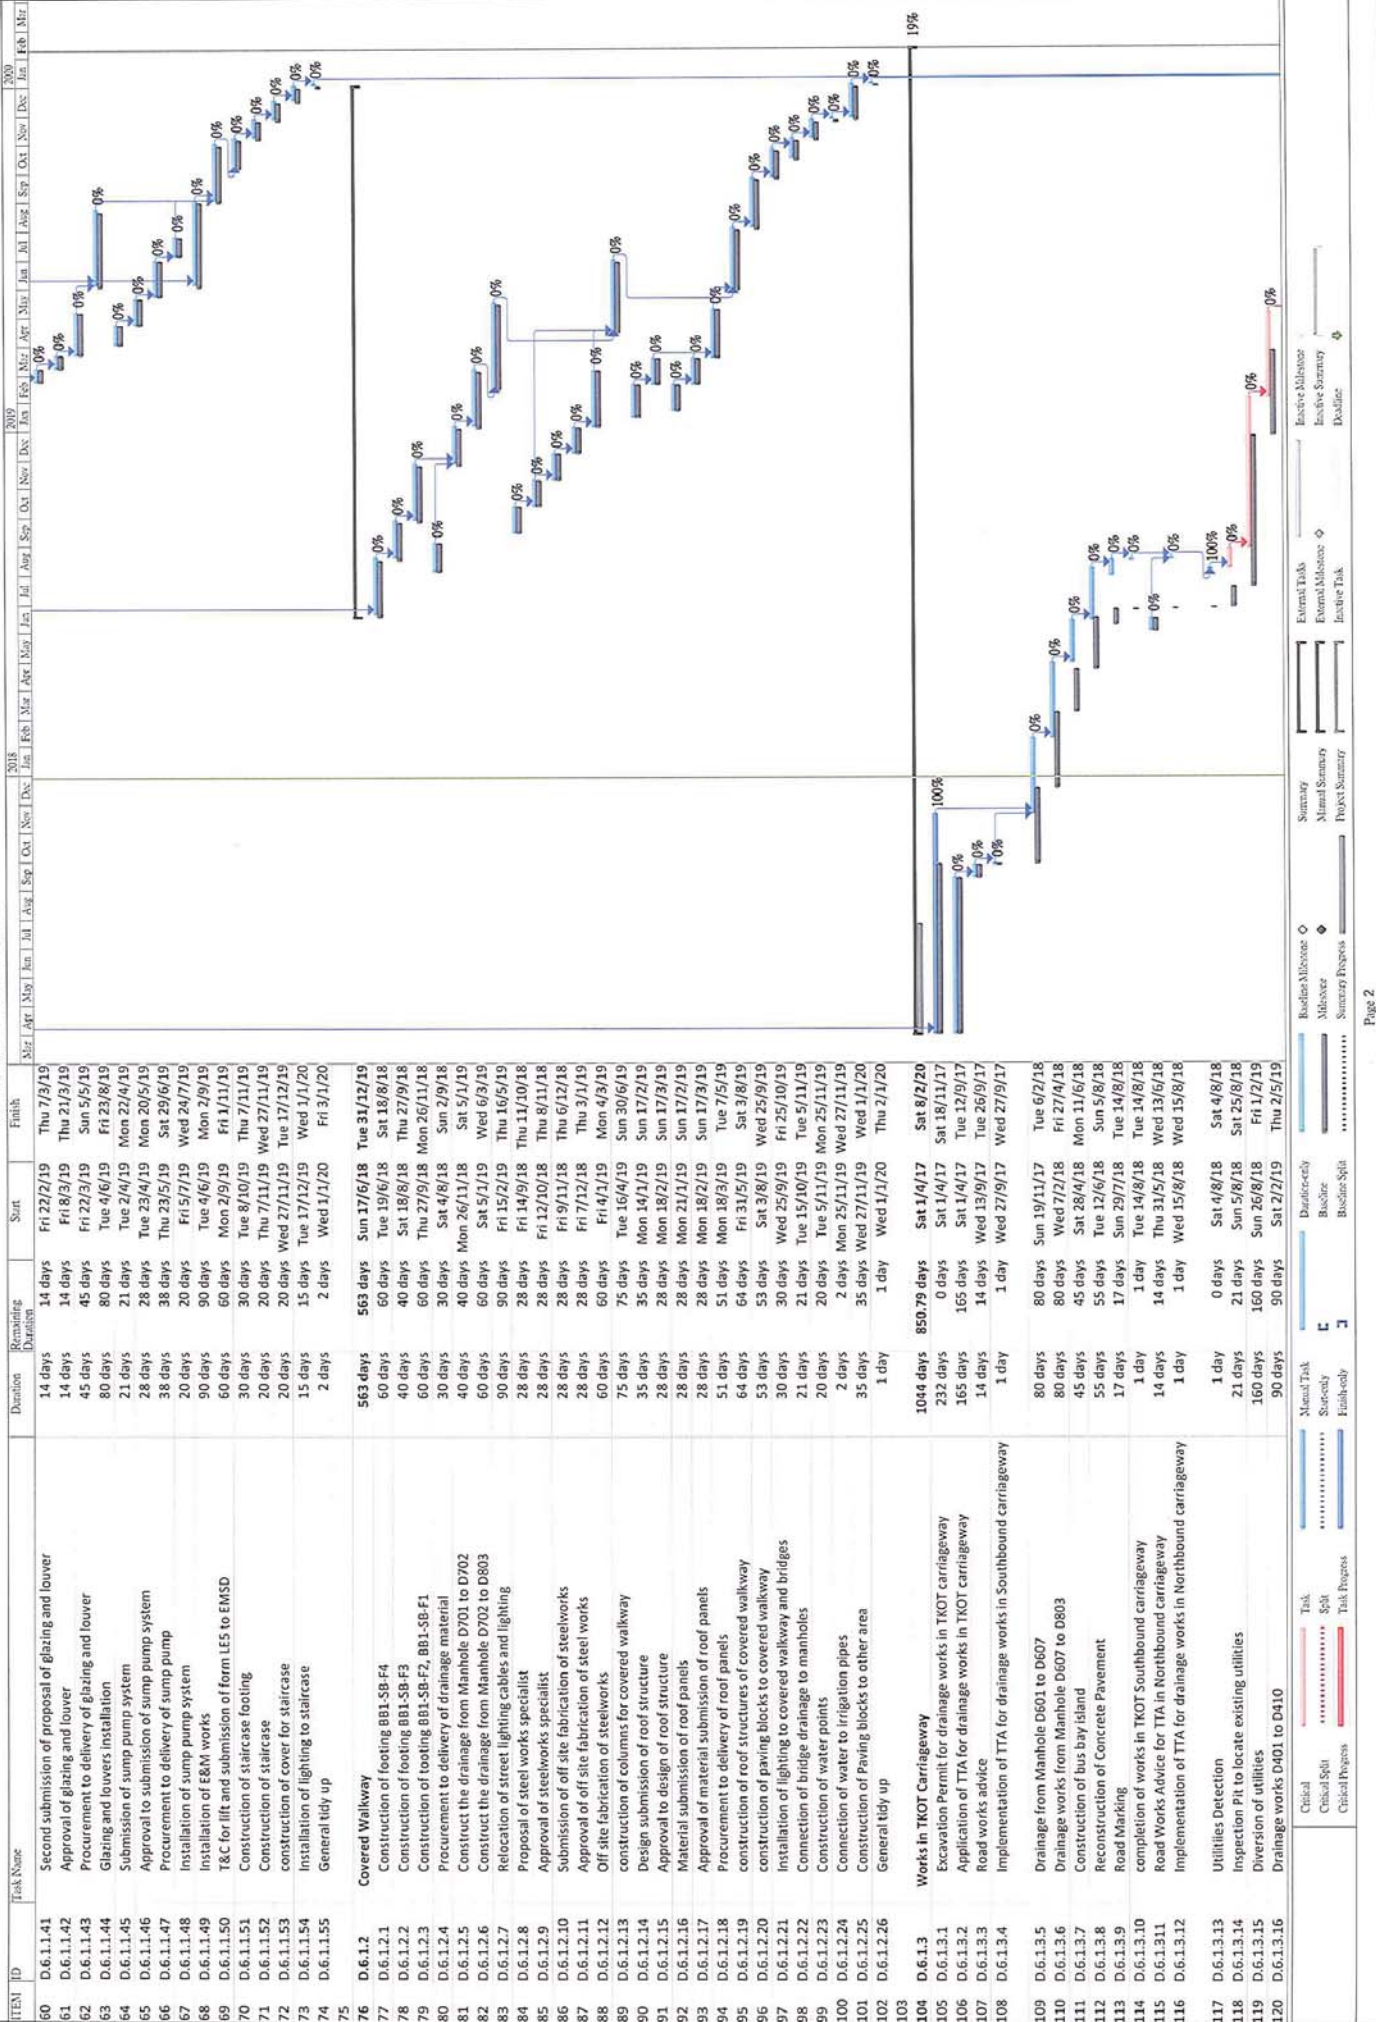 ITEM ID Task Name Duration Remaining Duration Start Finish
60 D.6.1.1.41 Second submission of proposal of glazing and louver 14 days 14 days Fri 22/2/19 Thu 7/3/19
61 D.6.1.1.42 Approval of glazing and louver 14 days 14 days Fri 8/3/19 Thu 21/3/19
62 D.6.1.1.43 Procurement to delivery of glazing and louver 45 days 45 days Fri 22/3/19 Sun 5/5/19
63 D.6.1.1.44 Glazing and louvers installation 80 days 80 days Tue 4/6/19 Fri 23/8/19
64 D.6.1.1.45 Submission of sump pump system 21 days 21 days Tue 2/4/19 Mon 22/4/19
65 D.6.1.1.46 Approval to submission of sump pump system 28 days 28 days Tue 23/4/19 Mon 20/5/19
66 D.6.1.1.47 Procurement to delivery of sump pump 38 days 38 days Thu 23/5/19 Sat 29/6/19
67 D.6.1.1.48 Installation of sump pump system 20 days 20 days Fri 5/7/19 Wed 24/7/19
68 D.6.1.1.49 Installation of E&M works 90 days 90 days Tue 4/6/19 Mon 2/9/19
69 D.6.1.1.50 T&C for lift and submission of form LE5 to EMSD 60 days 60 days Mon 2/9/19 Fri 1/11/19
70 D.6.1.1.51 Construction of staircase footing 30 days 30 days Tue 8/10/19 Thu 7/11/19
71 D.6.1.1.52 Construction of staircase 20 days 20 days Thu 7/11/19 Wed 27/11/19
72 D.6.1.1.53 construction of cover for staircase 20 days 20 days Wed 27/11/19 Tue 17/12/19
73 D.6.1.1.54 Installation of lighting to staircase 15 days 15 days Tue 17/12/19 Wed 1/1/20
74 D.6.1.1.55 General tidy up 2 days 2 days Wed 1/1/20 Fri 3/1/20
75
76 D.6.1.2 Covered Walkway 563 days 563 days Sun 17/6/18 Tue 31/12/19
77 D.6.1.2.1 Construction of footing BB1-SB-F4 60 days 60 days Tue 19/6/18 Sat 18/8/18
78 D.6.1.2.2 Construction of footing BB1-SB-F3 40 days 40 days Sat 18/8/18 Thu 27/9/18
79 D.6.1.2.3 Construction of footing BB1-SB-F2, BB1-SB-F1 60 days 60 days Thu 27/9/18 Mon 26/11/18
80 D.6.1.2.4 Procurement to delivery of drainage material 30 days 30 days Sat 4/8/18 Sun 2/9/18
81 D.6.1.2.5 Construct the drainage from Manhole D701 to D702 40 days 40 days Mon 26/11/18 Sat 5/1/19
82 D.6.1.2.6 Construct the drainage from Manhole D702 to D803 60 days 60 days Sat 5/1/19 Wed 6/3/19
83 D.6.1.2.7 Relocation of street lighting cables and lighting 90 days 90 days Fri 15/2/19 Thu 16/5/19
84 D.6.1.2.8 Proposal of steel works specialist 28 days 28 days Fri 14/9/18 Thu 11/10/18
85 D.6.1.2.9 Approval of steelworks specialist 28 days 28 days Fri 12/10/18 Thu 8/11/18
86 D.6.1.2.10 Submission of off site fabrication of steelworks 28 days 28 days Fri 9/11/18 Thu 6/12/18
87 D.6.1.2.11 Approval of off site fabrication of steel works 28 days 28 days Fri 7/12/18 Thu 3/1/19
88 D.6.1.2.12 Off site fabrication of steelworks 60 days 60 days Fri 4/1/19 Mon 4/3/19
89 D.6.1.2.13 construction of columns for covered walkway 75 days 75 days Tue 16/4/19 Sun 30/6/19
90 D.6.1.2.14 Design submission of roof structure 35 days 35 days Mon 14/1/19 Sun 17/2/19
91 D.6.1.2.15 Approval to design of roof structure 28 days 28 days Mon 18/2/19 Sun 17/3/19
92 D.6.1.2.16 Material submission of roof panels 28 days 28 days Mon 21/1/19 Sun 17/2/19
93 D.6.1.2.17 Approval of material submission of roof panels 28 days 28 days Mon 18/2/19 Sun 17/3/19
94 D.6.1.2.18 Procurement to delivery of roof panels 51 days 51 days Mon 18/3/19 Tue 7/5/19
95 D.6.1.2.19 construction of roof structures of covered walkway 64 days 64 days Fri 31/5/19 Sat 3/8/19
96 D.6.1.2.20 construction of paving blocks to covered walkway 53 days 53 days Sat 3/8/19 Wed 25/9/19
97 D.6.1.2.21 Installation of lighting to covered walkway and bridges 30 days 30 days Wed 25/9/19 Fri 25/10/19
98 D.6.1.2.22 Connection of bridge drainage to manholes 21 days 21 days Tue 15/10/19 Tue 5/11/19
99 D.6.1.2.23 Construction of water points 20 days 20 days Tue 5/11/19 Mon 25/11/19
100 D.6.1.2.24 Connection of water to irrigation pipes 2 days 2 days Mon 25/11/19 Wed 27/11/19
101 D.6.1.2.25 Construction of Paving blocks to other area 35 days 35 days Wed 27/11/19 Wed 1/1/20
102 D.6.1.2.26 General tidy up 1 day 1 day Wed 1/1/20 Thu 2/1/20
103
104 D.6.1.3 Works in TKOT Carriageway 1044 days 850.79 days Sat 1/4/17 Sat 8/2/20
105 D.6.1.3.1 Excavation Permit for drainage works in TKOT carriageway 232 days 0 days Sat 1/4/17 Sat 18/11/17
106 D.6.1.3.2 Application of TTA for drainage works in TKOT carriageway 165 days 165 days Sat 1/4/17 Tue 12/9/17
107 D.6.1.3.3 Road works advice 14 days 14 days Wed 13/9/17 Tue 26/9/17
108 D.6.1.3.4 Implementation of TTA for drainage works in Southbound carriageway 1 day 1 day Wed 27/9/17 Wed 27/9/17
109 D.6.1.3.5 Drainage from Manhole D601 to D607 80 days 80 days Sun 19/11/17 Tue 6/2/18
110 D.6.1.3.6 Drainage works from Manhole D607 to D803 80 days 80 days Wed 7/2/18 Fri 27/4/18
111 D.6.1.3.7 Construction of bus bay island 45 days 45 days Sat 28/4/18 Mon 11/6/18
112 D.6.1.3.8 Reconstruction of Concrete Pavement 55 days 55 days Tue 12/6/18 Sun 5/8/18
113 D.6.1.3.9 Road Marking 17 days 17 days Sun 29/7/18 Tue 14/8/18
114 D.6.1.3.10 completion of works in TKOT Southbound carriageway 1 day 1 day Tue 14/8/18 Tue 14/8/18
115 D.6.1.311 Road Works Advice for TTA in Northbound carriageway 14 days 14 days Thu 31/5/18 Wed 13/6/18
116 D.6.1.3.12 Implementation of TTA for drainage works in Northbound carriageway 1 day 1 day Wed 15/8/18 Wed 15/8/18
117 D.6.1.3.13 Utilities Detection 1 day 0 days Sat 4/8/18 Sat 4/8/18
118 D.6.1.3.14 Inspection Pit to locate existing utilities 21 days 21 days Sun 5/8/18 Sat 25/8/18
119 D.6.1.3.15 Diversion of utilities 160 days 160 days Sun 26/8/18 Fri 1/2/19
120 D.6.1.3.16 Drainage works D401 to D410 90 days 90 days Sat 2/2/19 Thu 2/5/19
2018 2019 2020
Mar Apr May Jun Jul Aug Sep Oct Nov Dec Jan Feb Mar Apr May Jun Jul Aug Sep Oct Nov Dec Jan Feb Mar Apr May Jun Jul Aug Sep Oct Nov Dec Jan Feb Mar
19%
100%
Critical Task Manual Task Duration-only Baseline Milestone Summary External Tasks Inactive Milestone
Critical Split Split Start-only Baseline Milestone Manual Summary External Milestone Inactive Summary
Critical Progress Task Progress Finish-only Baseline Split Summary Progress Project Summary Inactive Task Deadline
Page 2